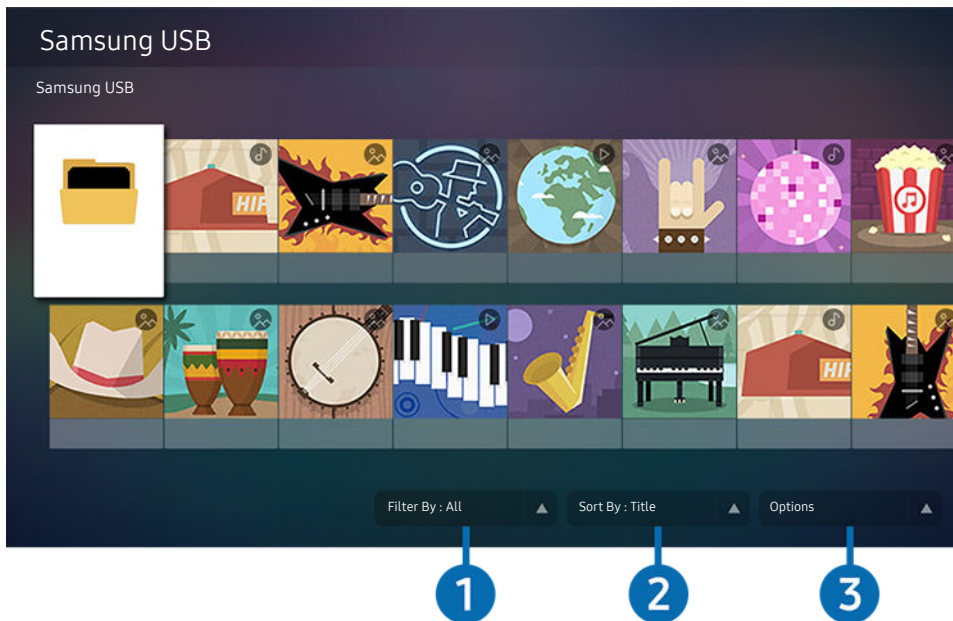 Samsung USB
Samsung USB
HIP
HIP
Filter By : All
Sort By : Title
Options
1
2
3